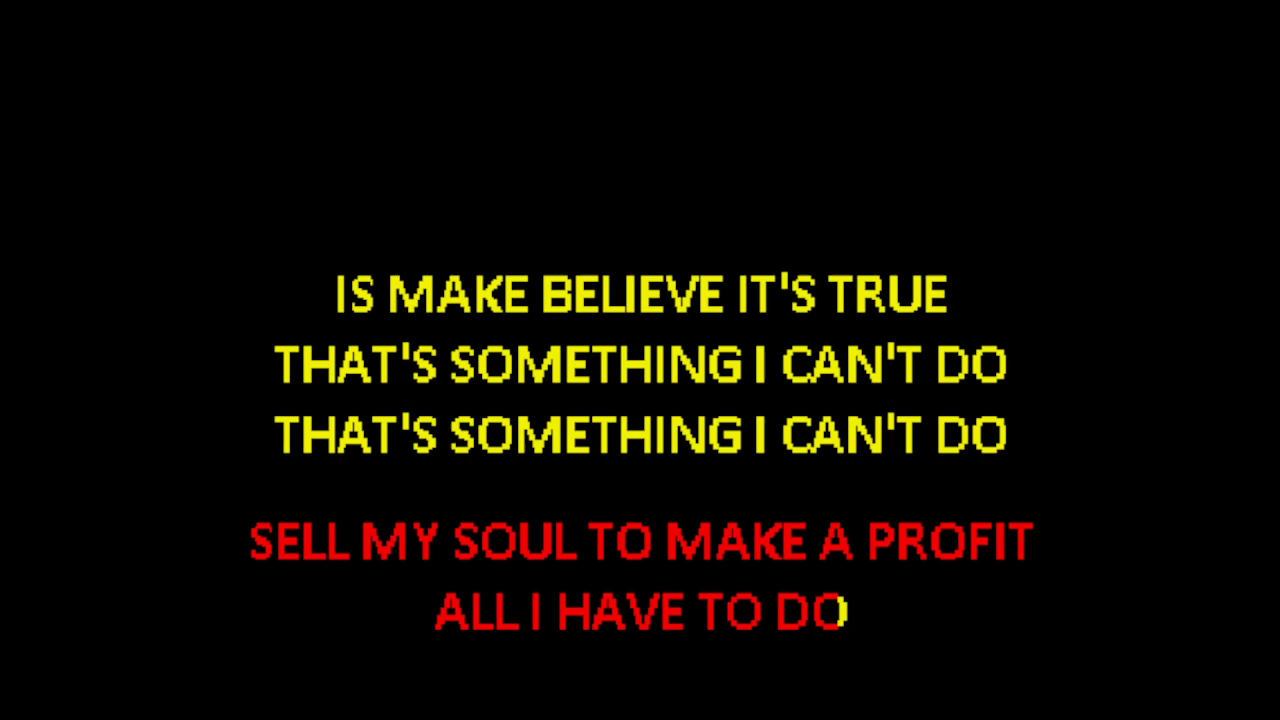 IS MAKE BELIEVE IT'S TRUE
THAT'S SOMETHING I CAN'T DO
THAT'S SOMETHING I CAN'T DO
SELL MY SOUL TO MAKE A PROFIT
ALL I HAVE TO DO